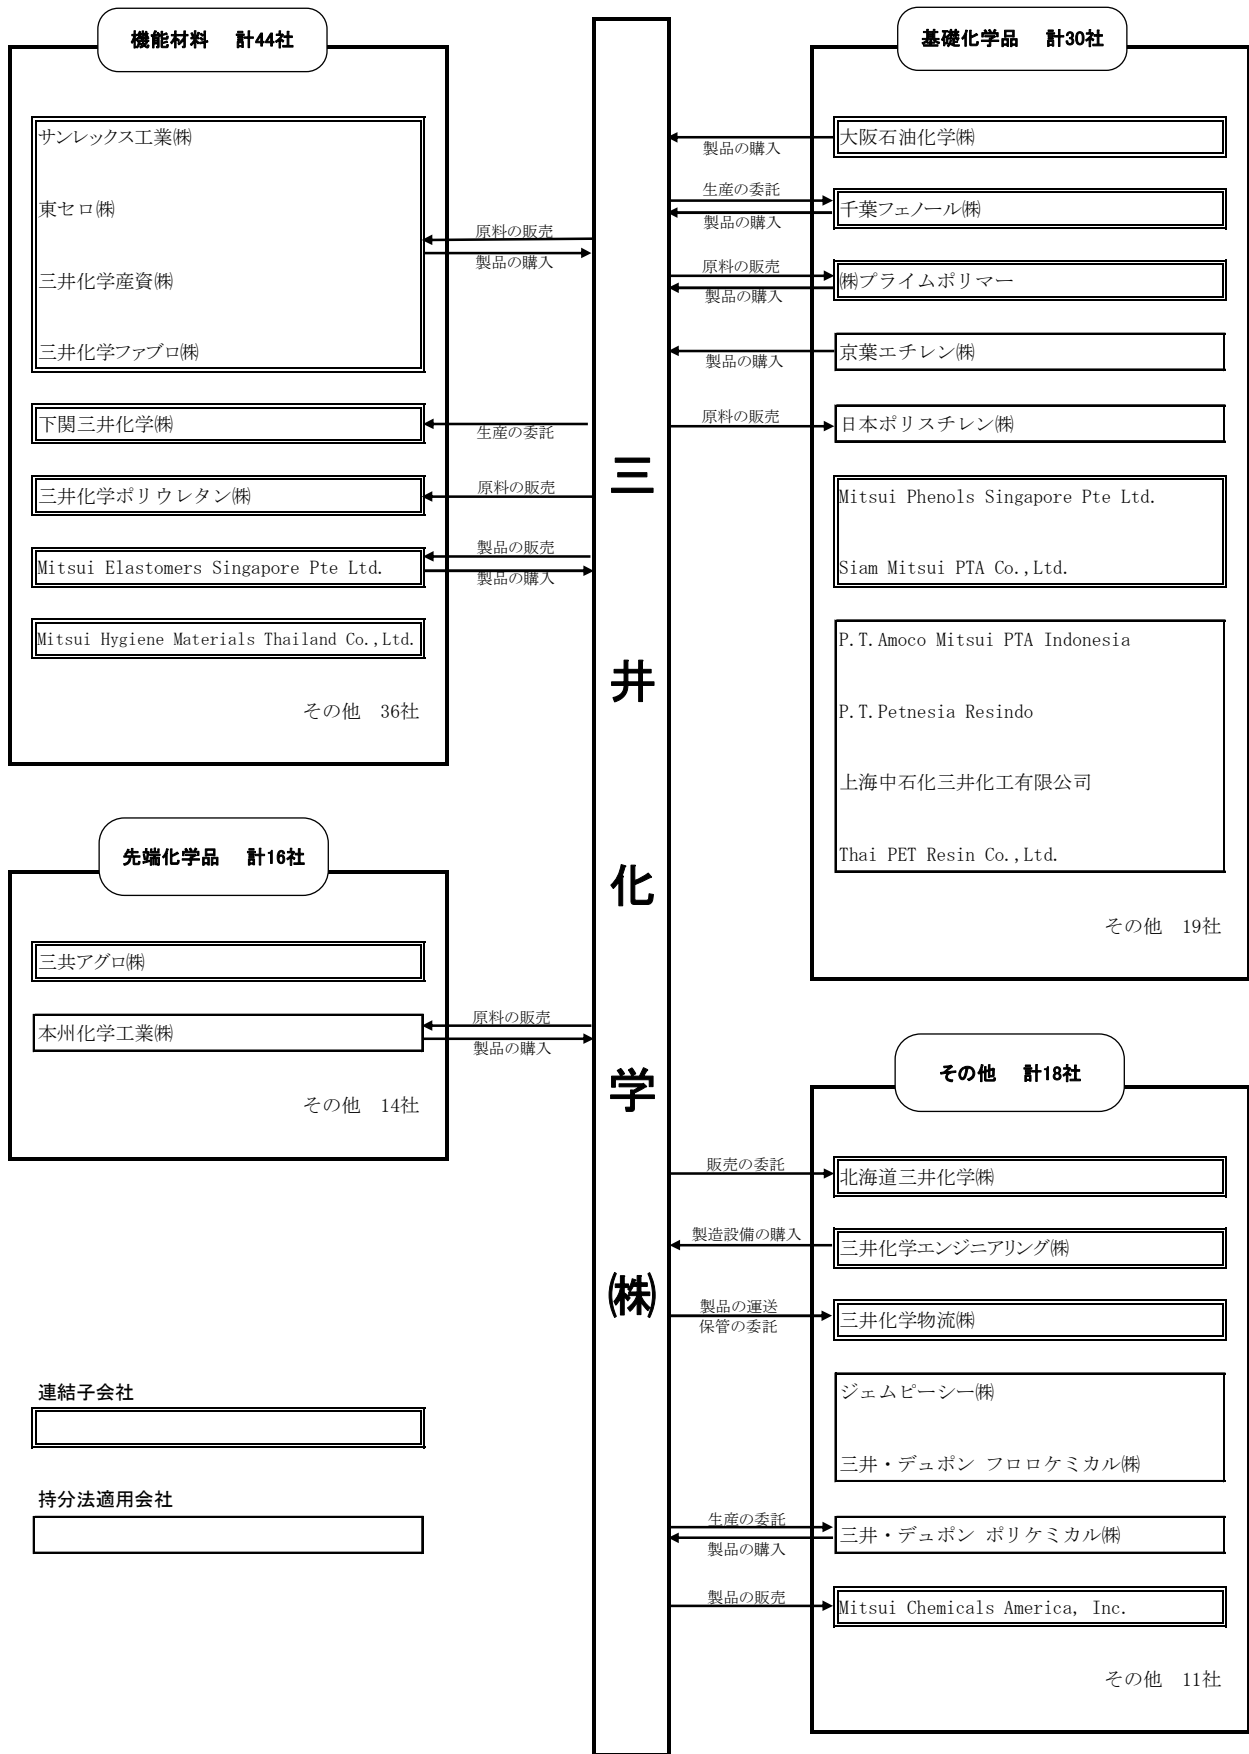 機能材料 計44社
サンレックス工業㈱
東セロ㈱
三井化学産資㈱
三井化学ファブロ㈱
原料の販売
製品の購入
下関三井化学㈱
生産の委託
三井化学ポリウレタン㈱
原料の販売
Mitsui Elastomers Singapore Pte Ltd.
製品の販売
製品の購入
Mitsui Hygiene Materials Thailand Co.,Ltd.
その他 36社
先端化学品 計16社
三共アグロ㈱
本州化学工業㈱
原料の販売
製品の購入
その他 14社
連結子会社
持分法適用会社
三井化学㈱
基礎化学品 計30社
製品の購入
大阪石油化学㈱
生産の委託
製品の購入
千葉フェノール㈱
原料の販売
製品の購入
㈱プライムポリマー
製品の購入
京葉エチレン㈱
原料の販売
日本ポリスチレン㈱
Mitsui Phenols Singapore Pte Ltd.
Siam Mitsui PTA Co.,Ltd.
P.T.Amoco Mitsui PTA Indonesia
P.T.Petnesia Resindo
上海中石化三井化工有限公司
Thai PET Resin Co.,Ltd.
その他 19社
その他 計18社
販売の委託
北海道三井化学㈱
製造設備の購入
三井化学エンジニアリング㈱
製品の運送
保管の委託
三井化学物流㈱
ジェムピーシー㈱
三井・デュポン フロロケミカル㈱
生産の委託
製品の購入
三井・デュポン ポリケミカル㈱
製品の販売
Mitsui Chemicals America, Inc.
その他 11社